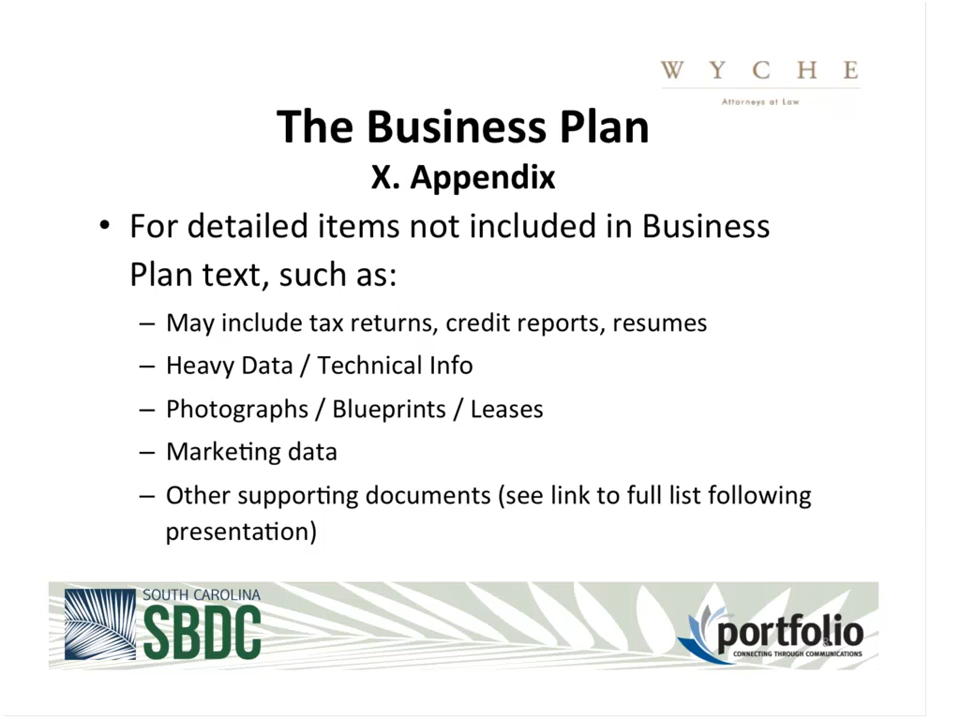 W Y C H E
Attorneys at Law
The Business Plan
X. Appendix
• For detailed items not included in Business
Plan text, such as:
– May include tax returns, credit reports, resumes
– Heavy Data / Technical Info
– Photographs / Blueprints / Leases
– Marketing data
– Other supporting documents (see link to full list following
presentation)
SOUTH CAROLINA
SBDC
portfolio
CONNECTING THROUGH COMMUNICATIONS